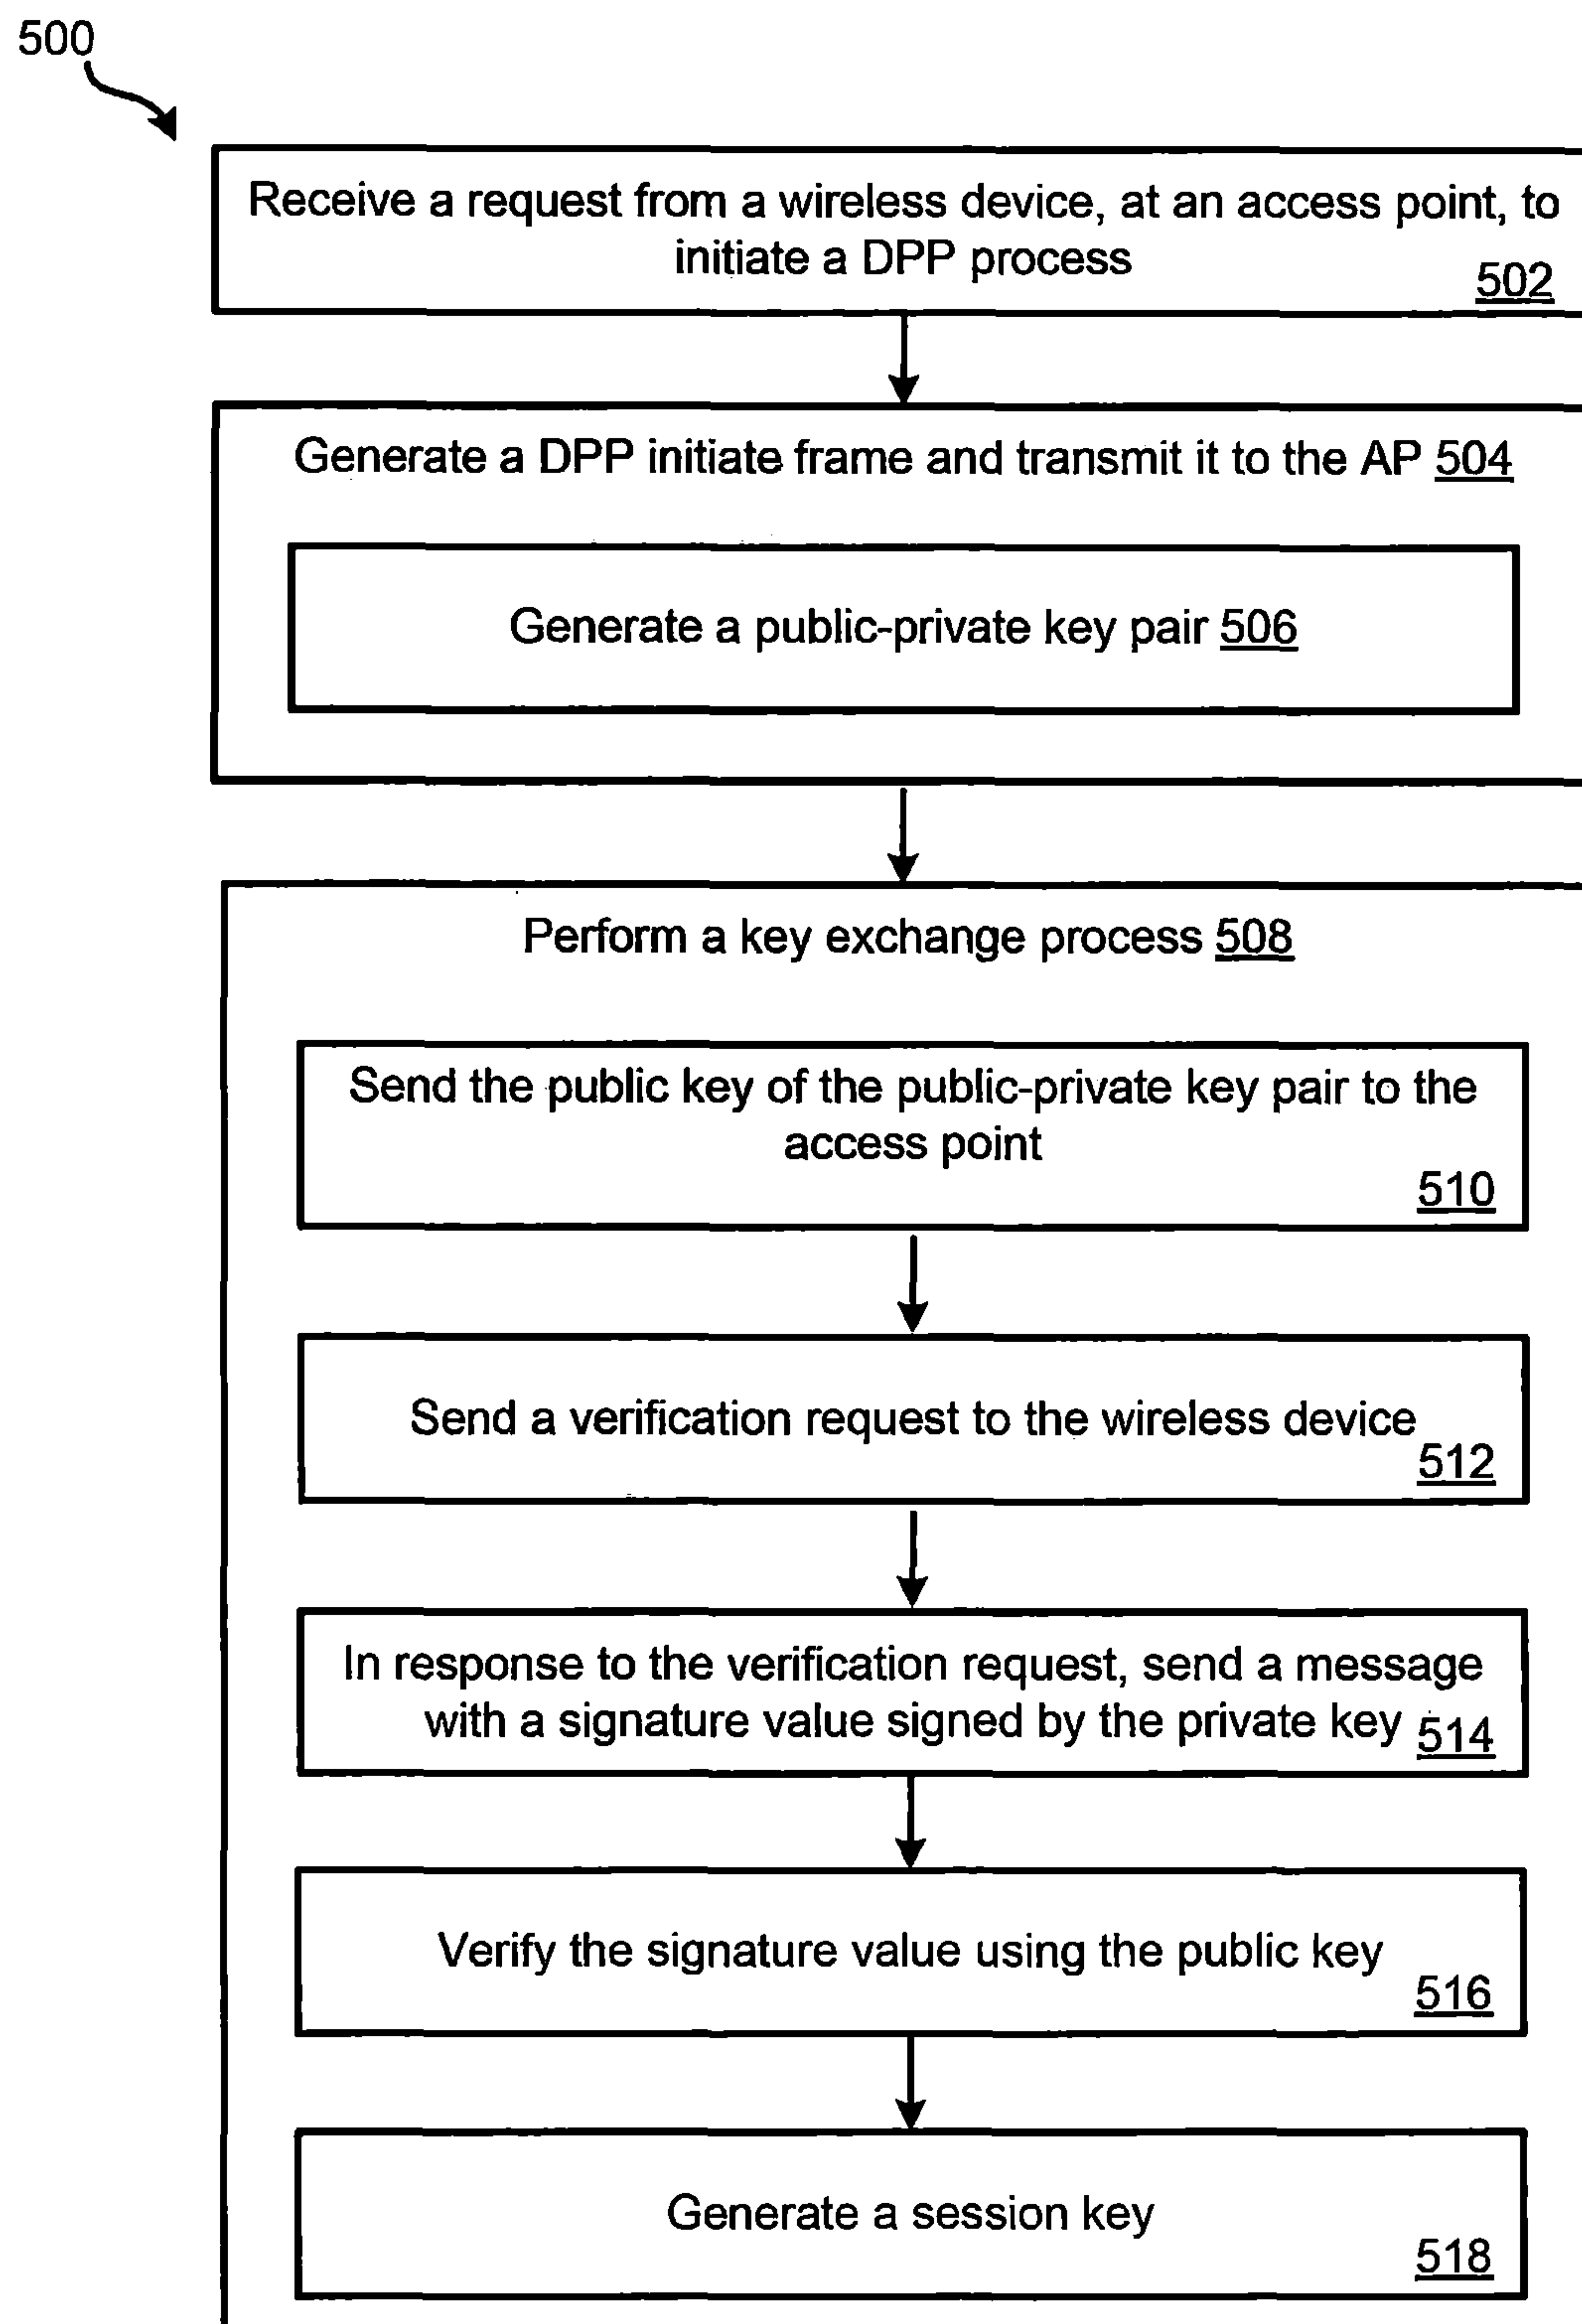 500
Receive a request from a wireless device, at an access point, to
initiate a DPP process
502
Generate a DPP initiate frame and transmit it to the AP 504
Generate a public-private key pair 506
Perform a key exchange process 508
Send the public key of the public-private key pair to the
access point
510
Send a verification request to the wireless device
512
In response to the verification request, send a message
with a signature value signed by the private key 514
Verify the signature value using the public key
516
Generate a session key
518